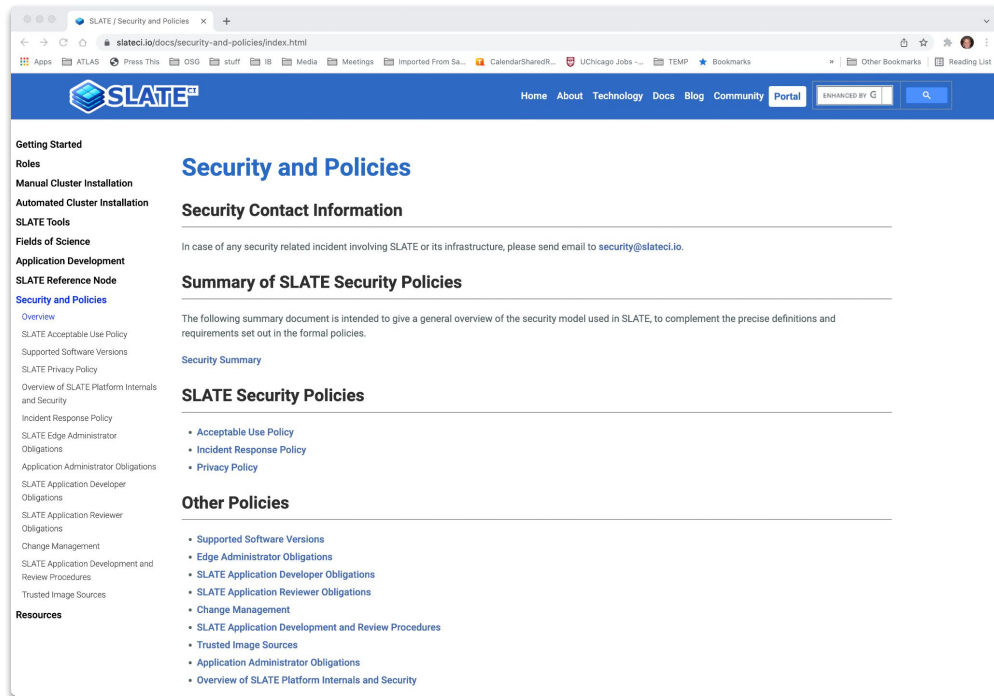 SLATE / Security and Policies
slateci.io/docs/security-and-policies/index.html
Apps ATLAS Press This OSG stuff IB Media Meetings Imported From Sa... CalendarSharedR... UChicago Jobs –... TEMP Bookmarks » Other Bookmarks Reading List
SLATE CI
Home About Technology Docs Blog Community Portal ENHANCED BY G
Getting Started
Roles
Manual Cluster Installation
Automated Cluster Installation
SLATE Tools
Fields of Science
Application Development
SLATE Reference Node
Security and Policies
Overview
SLATE Acceptable Use Policy
Supported Software Versions
SLATE Privacy Policy
Overview of SLATE Platform Internals
and Security
Incident Response Policy
SLATE Edge Administrator
Obligations
Application Administrator Obligations
SLATE Application Developer
Obligations
SLATE Application Reviewer
Obligations
Change Management
SLATE Application Development and
Review Procedures
Trusted Image Sources
Resources
Security and Policies
Security Contact Information
In case of any security related incident involving SLATE or its infrastructure, please send email to security@slateci.io.
Summary of SLATE Security Policies
The following summary document is intended to give a general overview of the security model used in SLATE, to complement the precise definitions and
requirements set out in the formal policies.
Security Summary
SLATE Security Policies
• Acceptable Use Policy
• Incident Response Policy
• Privacy Policy
Other Policies
• Supported Software Versions
• Edge Administrator Obligations
• SLATE Application Developer Obligations
• SLATE Application Reviewer Obligations
• Change Management
• SLATE Application Development and Review Procedures
• Trusted Image Sources
• Application Administrator Obligations
• Overview of SLATE Platform Internals and Security